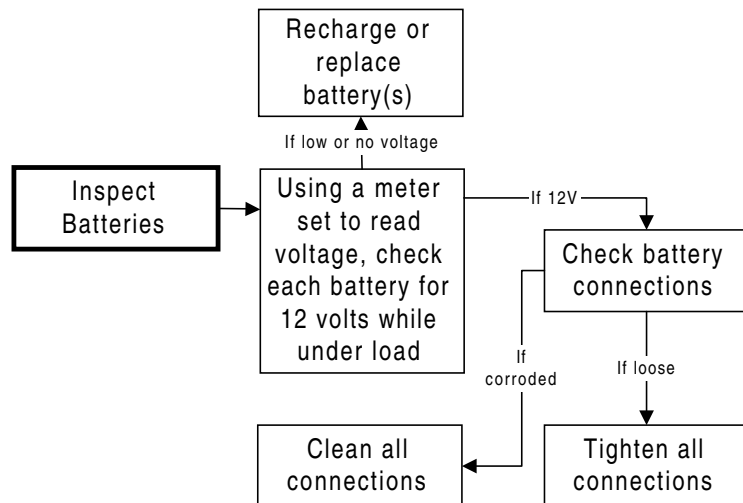 Recharge or
replace
battery(s)
If low or no voltage
Inspect
Batteries
Using a meter
set to read
voltage, check
each battery for
12 volts while
under load
If 12V
Check battery
connections
If
corroded
If loose
Clean all
connections
Tighten all
connections